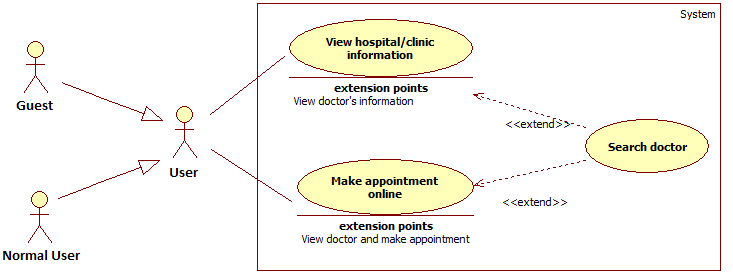 System
View hospital/clinic
information
extension points
View doctor's information
Guest
<<extend>>
Search doctor
User
Make appointment
online
<<extend>>
extension points
View doctor and make appointment
Normal User